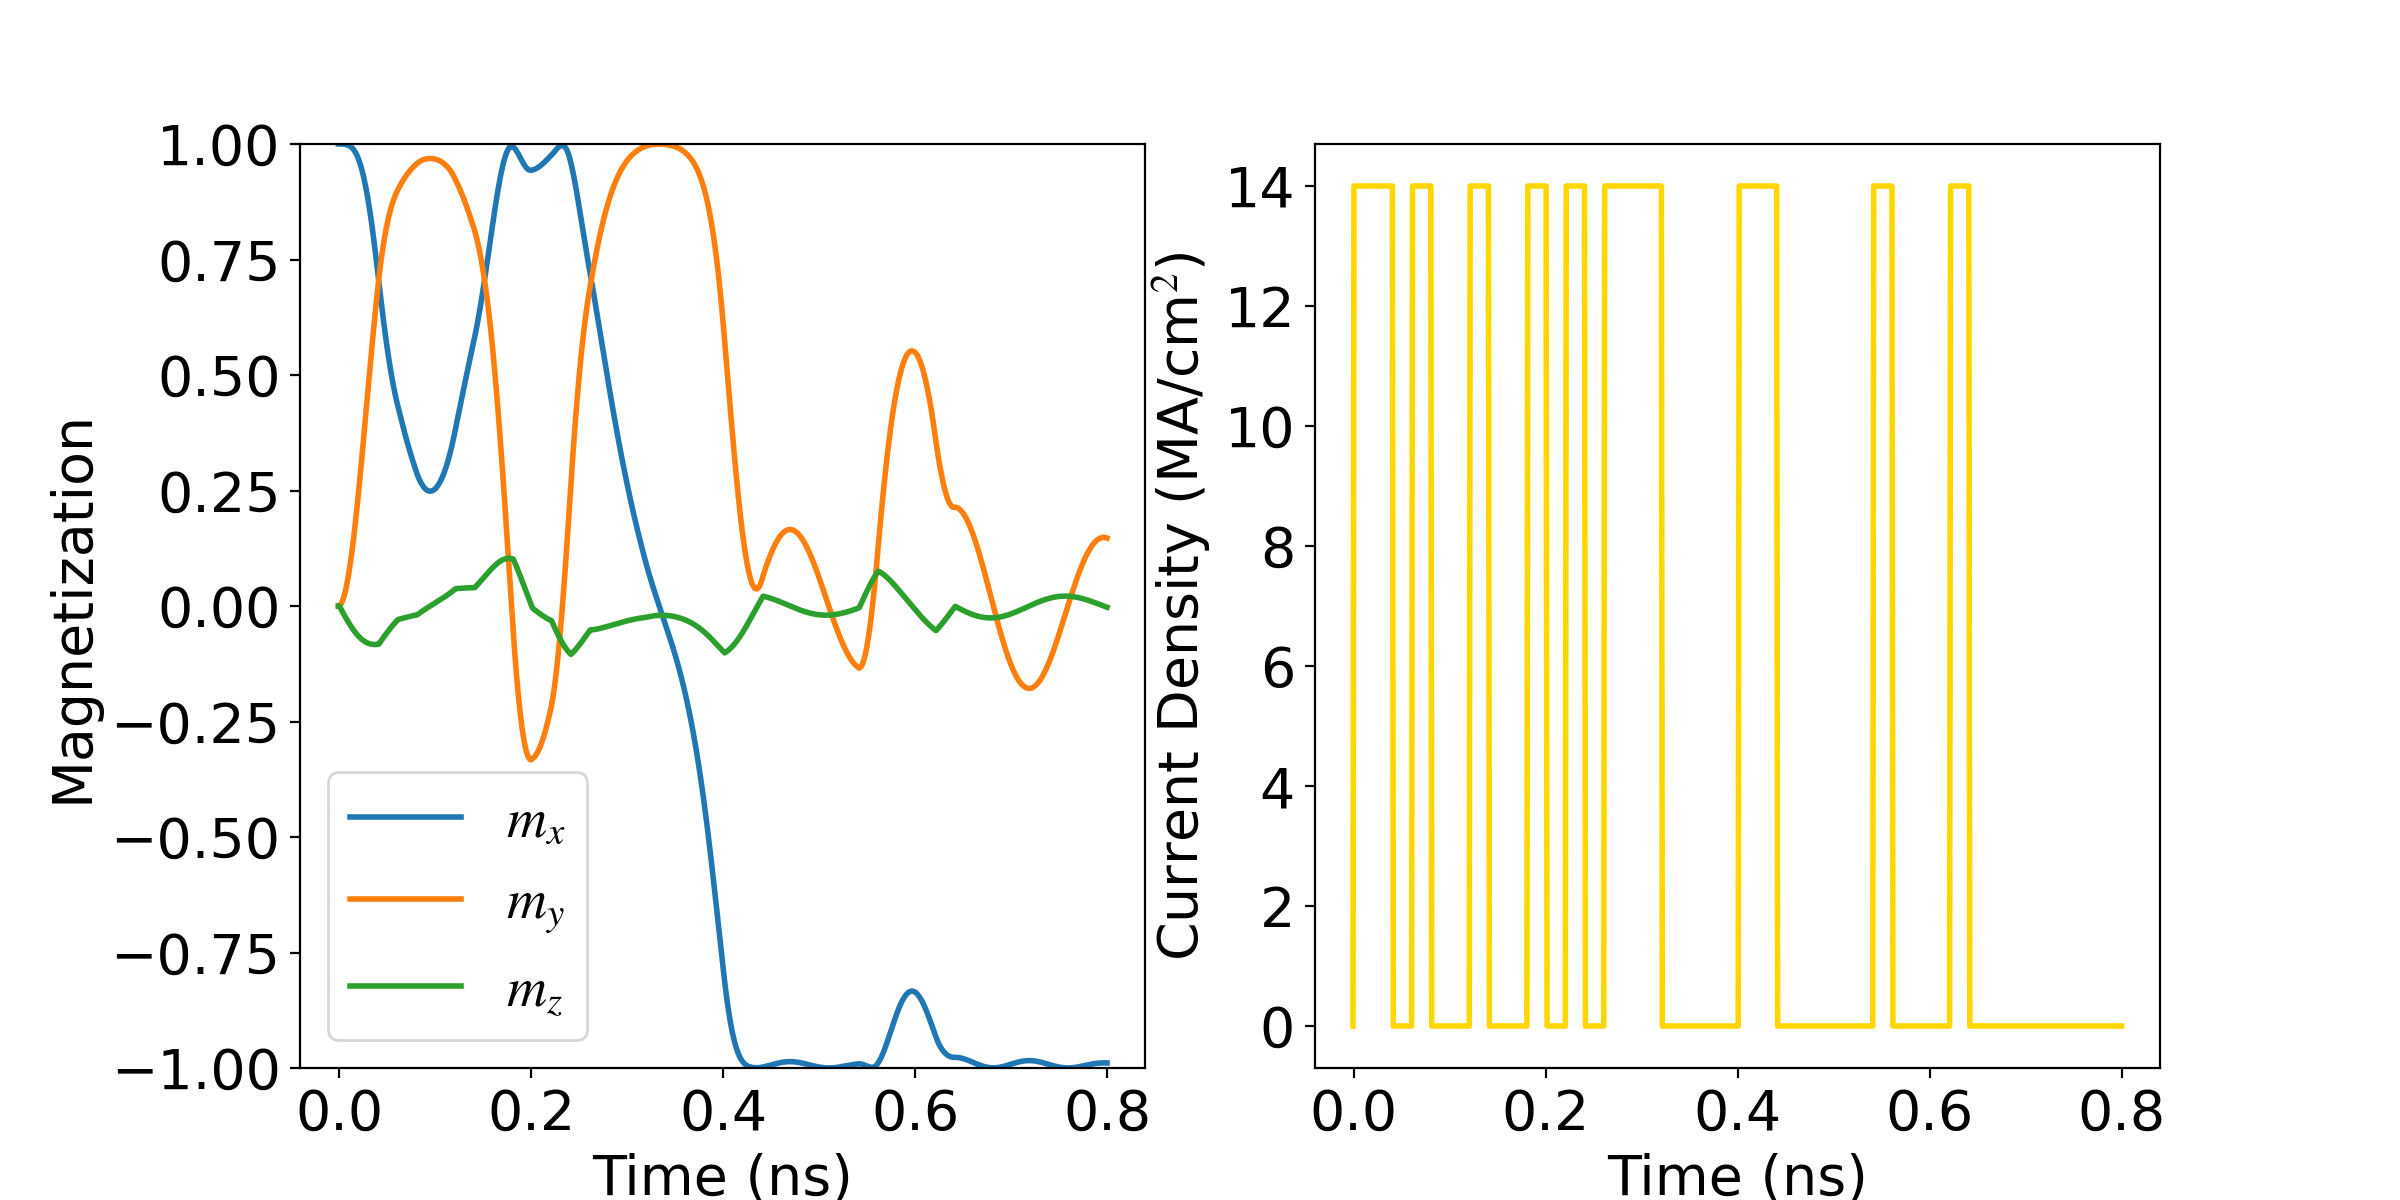 Magnetization
1.00
0.75
0.50
0.25
0.00
−0.25
−0.50
−0.75
−1.00
m_x
m_y
m_z
0.0 0.2 0.4 0.6 0.8
Time (ns)
Current Density (MA/cm²)
14
12
10
8
6
4
2
0
0.0 0.2 0.4 0.6 0.8
Time (ns)